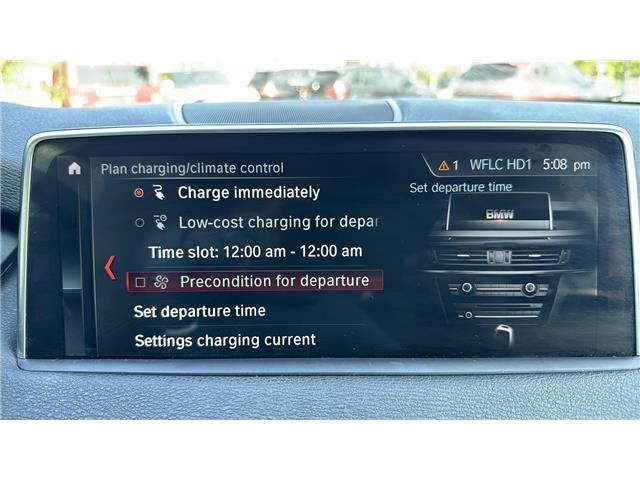 Plan charging/climate control
1 WFLC HD1 5:08 pm
Charge immediately
Set departure time
BMW
Low-cost charging for depar
Time slot: 12:00 am - 12:00 am
Precondition for departure
Set departure time
Settings charging current